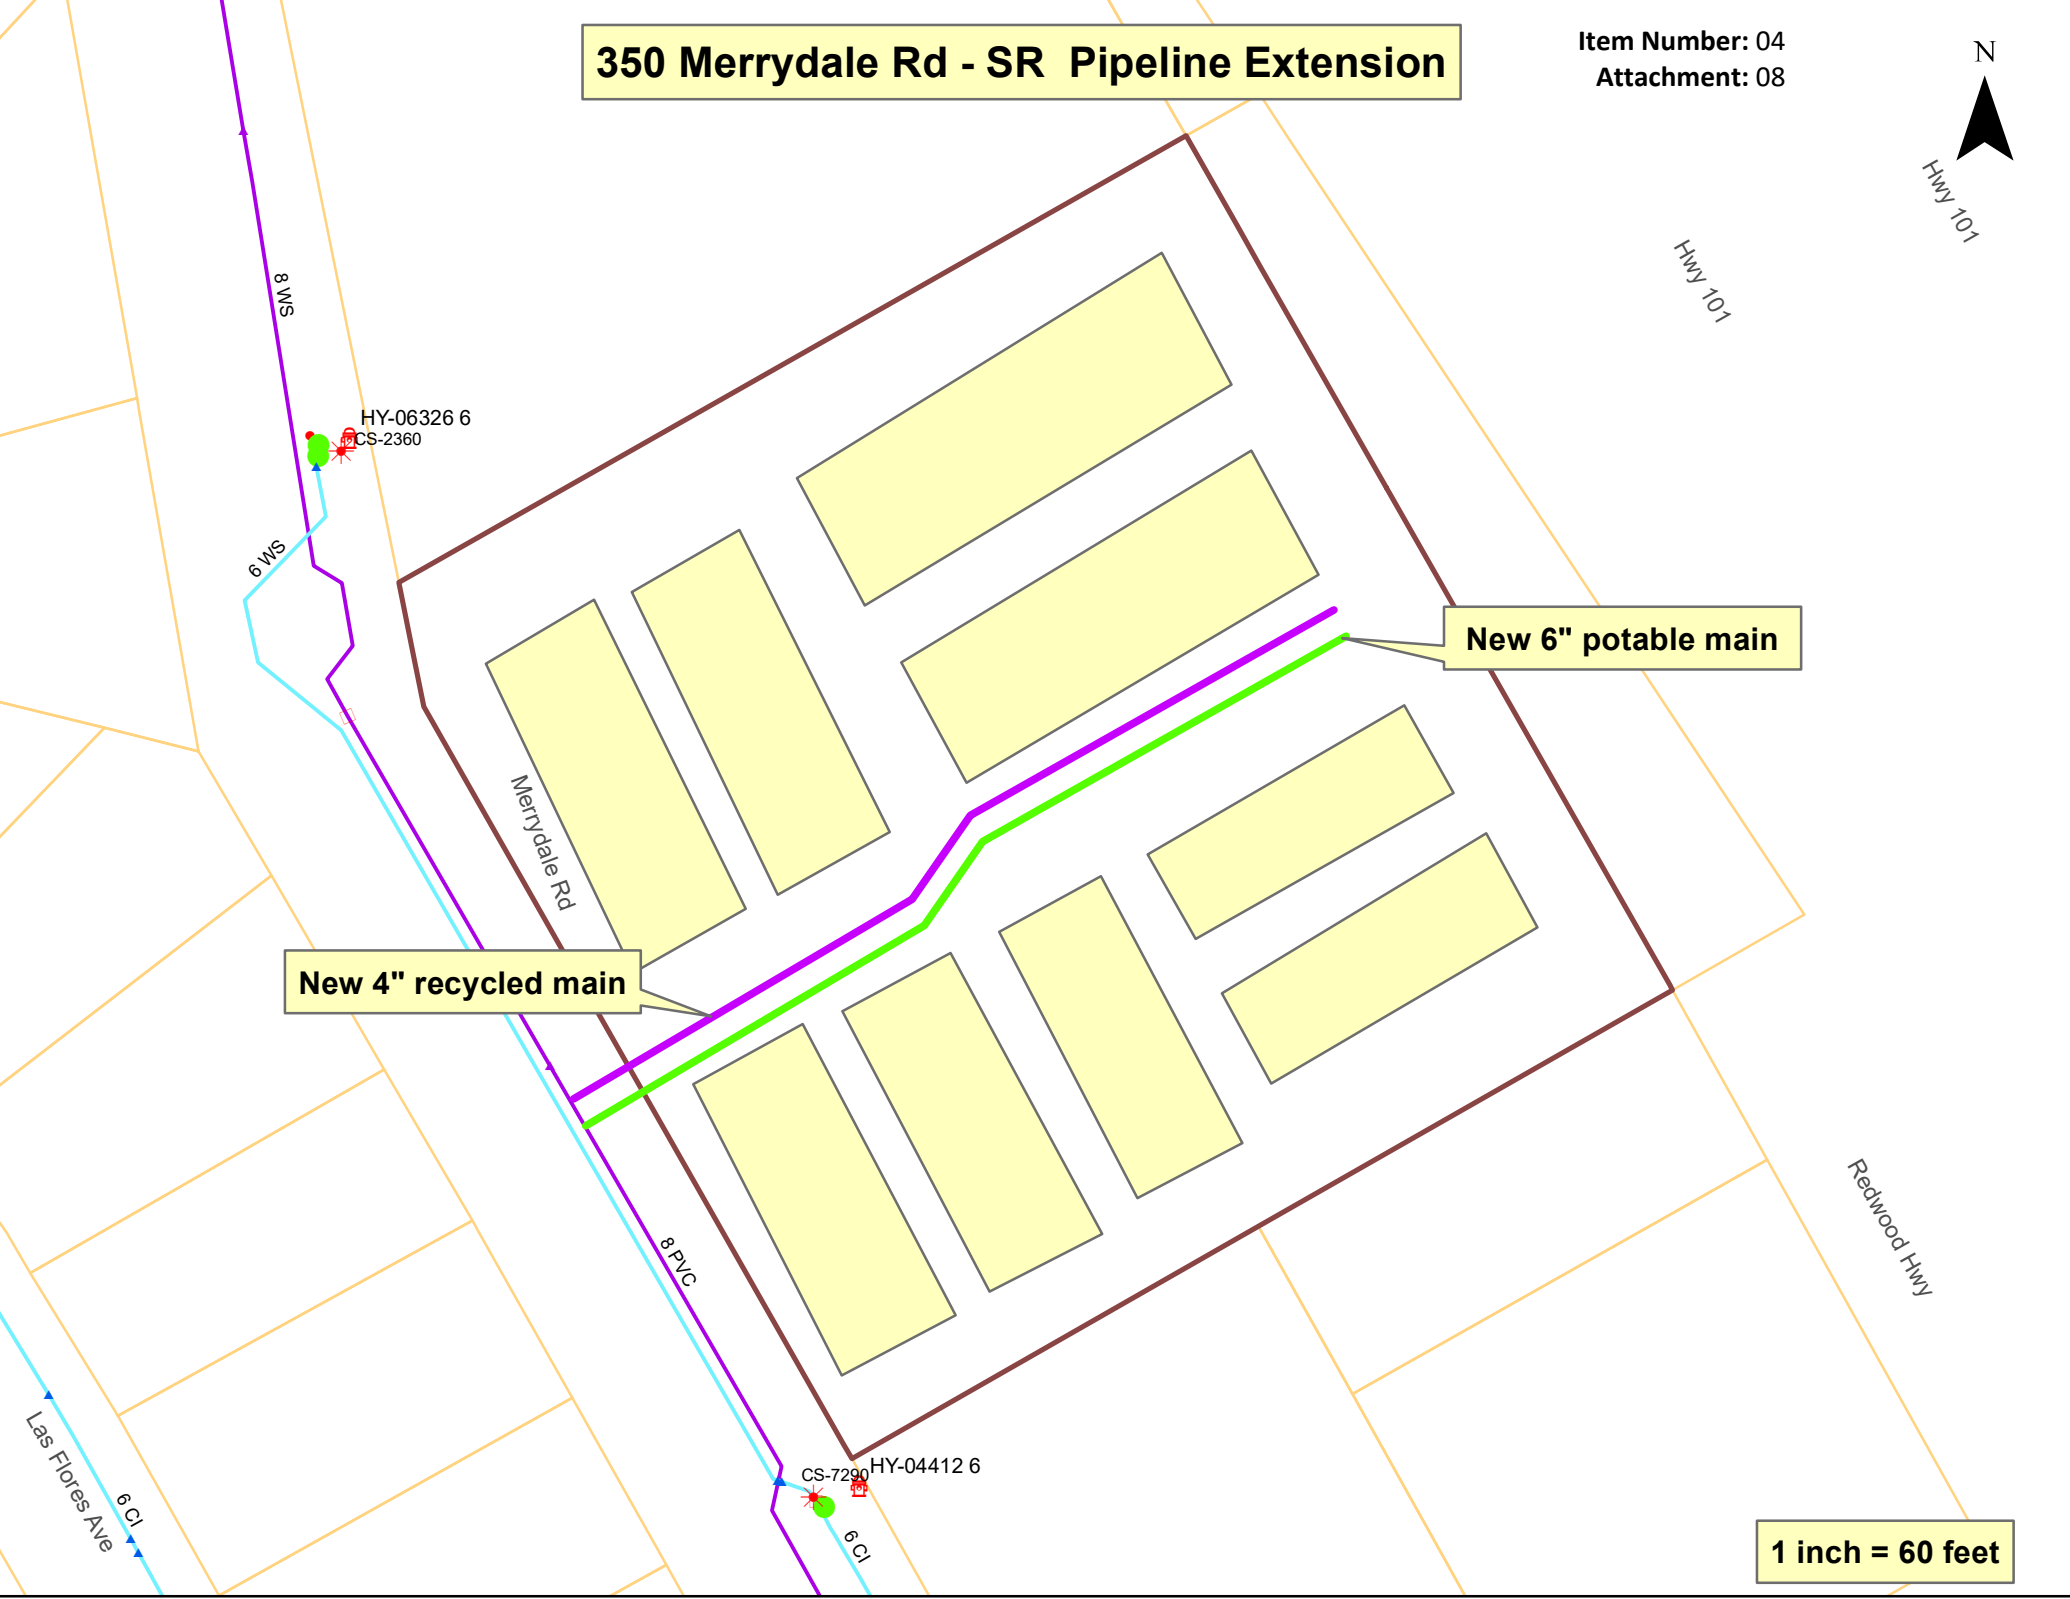 350 Merrydale Rd - SR  Pipeline Extension
Item Number: 04
Attachment: 08
N
Hwy 101
Hwy 101
8 WS
HY-06326 6
CS-2360
6 WS
New 6" potable main
Merrydale Rd
New 4" recycled main
8 PVC
Redwood Hwy
Las Flores Ave
6 CI
CS-7290
HY-04412 6
6 CI
1 inch = 60 feet